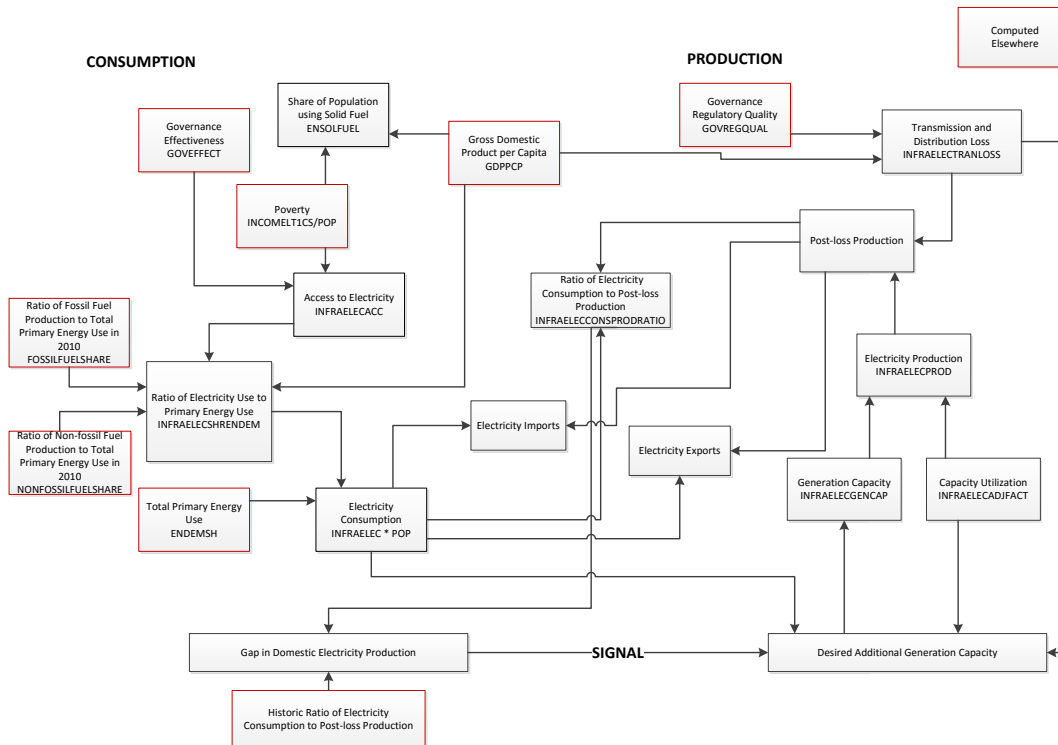 Computed
Elsewhere
CONSUMPTION
PRODUCTION
Share of Population
using Solid Fuel
ENSOLFUEL
Governance
Effectiveness
GOVEFFECT
Gross Domestic
Product per Capita
GDPPCP
Governance
Regulatory Quality
GOVREGQUAL
Transmission and
Distribution Loss
INFRAELECTRANLOSS
Poverty
INCOMELT1CS/POP
Post-loss Production
Access to Electricity
INFRAELECACC
Ratio of Electricity
Consumption to Post-loss
Production
INFRAELECCONSPRODRATIO
Ratio of Fossil Fuel
Production to Total
Primary Energy Use in
2010
FOSSILFUELSHARE
Electricity Production
INFRAELECPROD
Ratio of Electricity Use to
Primary Energy Use
INFRAELECSHRENDEM
Electricity Imports
Ratio of Non-fossil Fuel
Production to Total
Primary Energy Use in
2010
NONFOSSILFUELSHARE
Electricity Exports
Generation Capacity
INFRAELECGENCAP
Capacity Utilization
INFRAELECADJFACT
Total Primary Energy
Use
ENDEMSH
Electricity
Consumption
INFRAELEC * POP
Gap in Domestic Electricity Production
SIGNAL
Desired Additional Generation Capacity
Historic Ratio of Electricity
Consumption to Post-loss Production